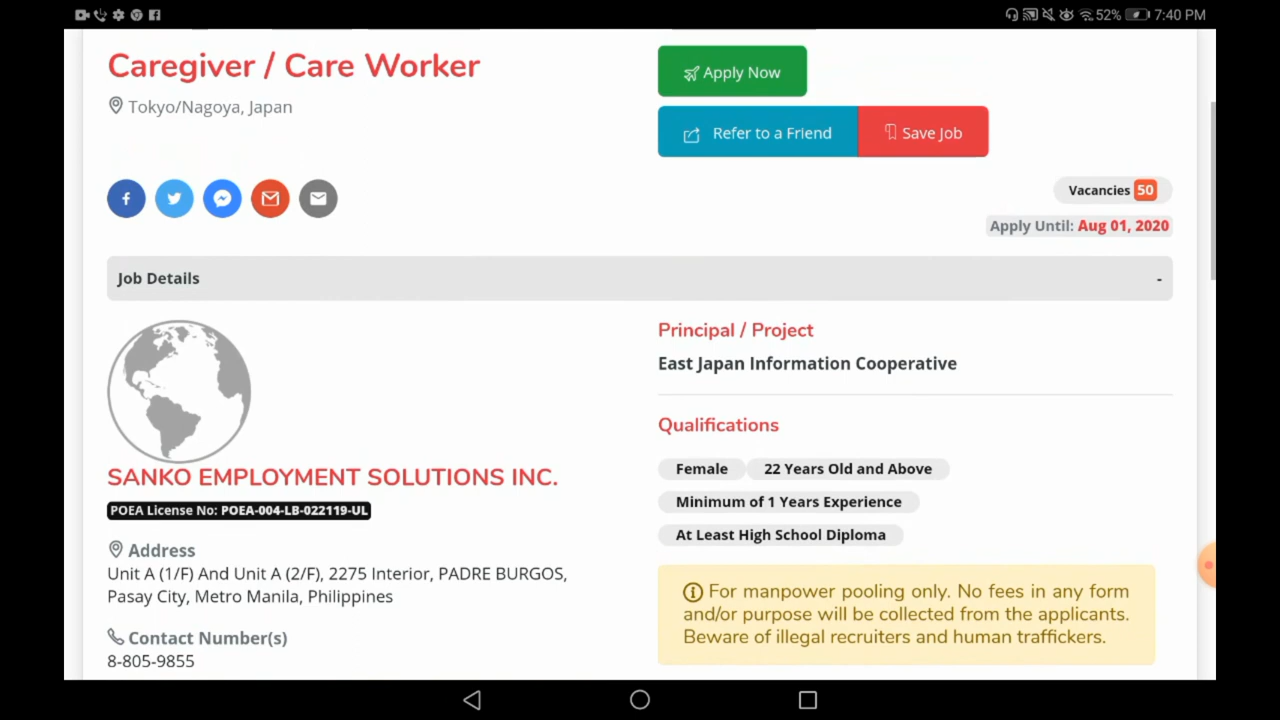 52% 7:40 PM
Caregiver / Care Worker
Tokyo/Nagoya, Japan
Apply Now
Refer to a Friend
Save Job
Vacancies 50
Apply Until: Aug 01, 2020
Job Details
-
SANKO EMPLOYMENT SOLUTIONS INC.
POEA License No: POEA-004-LB-022119-UL
Address
Unit A (1/F) And Unit A (2/F), 2275 Interior, PADRE BURGOS,
Pasay City, Metro Manila, Philippines
Contact Number(s)
8-805-9855
Principal / Project
East Japan Information Cooperative
Qualifications
Female
22 Years Old and Above
Minimum of 1 Years Experience
At Least High School Diploma
For manpower pooling only. No fees in any form
and/or purpose will be collected from the applicants.
Beware of illegal recruiters and human traffickers.